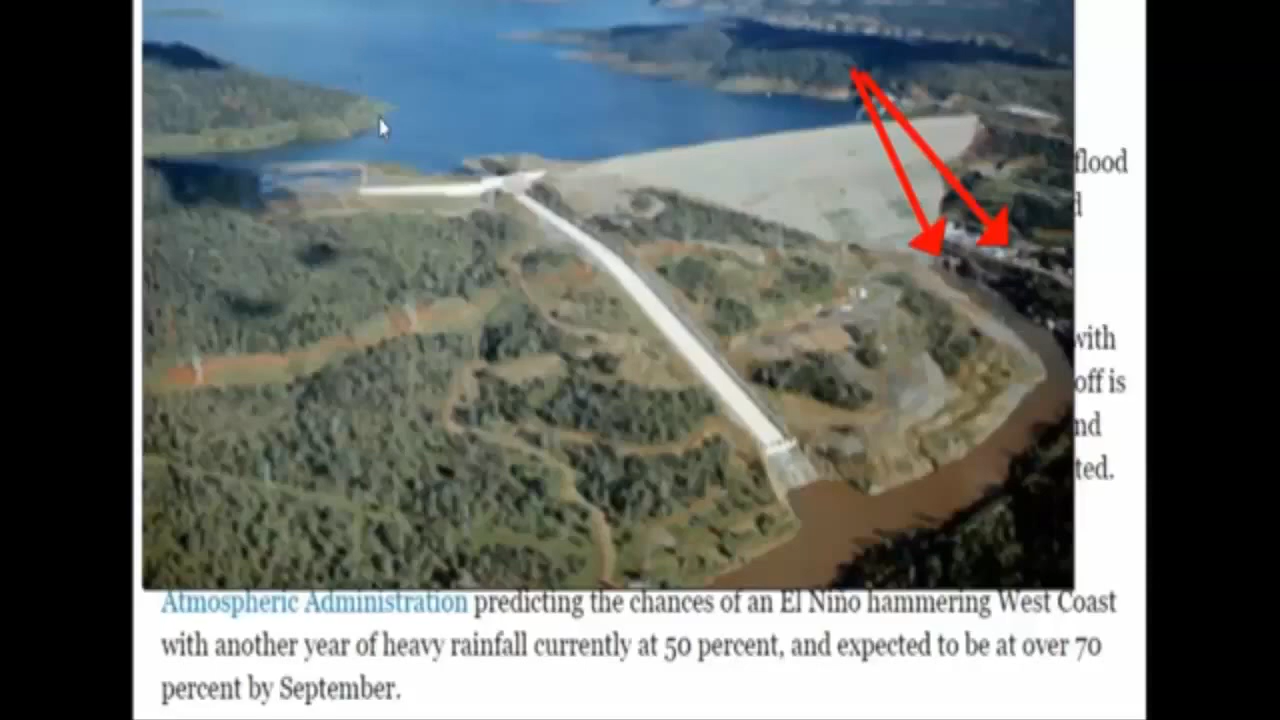 flood
d
with
off is
nd
ted.
Atmospheric Administration predicting the chances of an El Niño hammering West Coast
with another year of heavy rainfall currently at 50 percent, and expected to be at over 70
percent by September.